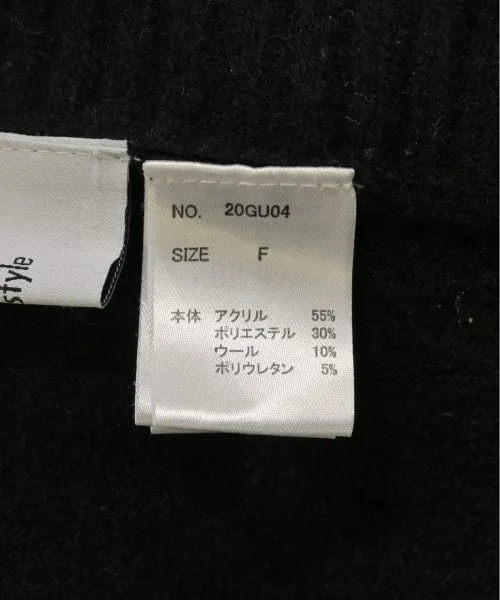 style
NO. 20GU04
SIZE F
本体 アクリル 55%
ポリエステル 30%
ウール 10%
ポリウレタン 5%